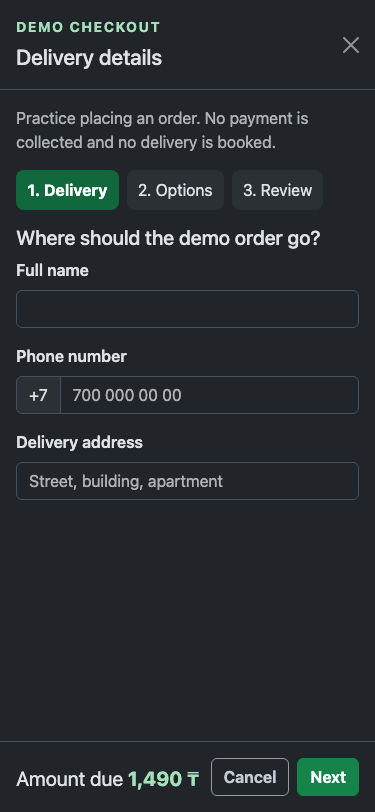 DEMO CHECKOUT
Delivery details
Practice placing an order. No payment is
collected and no delivery is booked.
1. Delivery
2. Options
3. Review
Where should the demo order go?
Full name
Phone number
+7
700 000 00 00
Delivery address
Street, building, apartment
Amount due 1,490 ₸
Cancel
Next